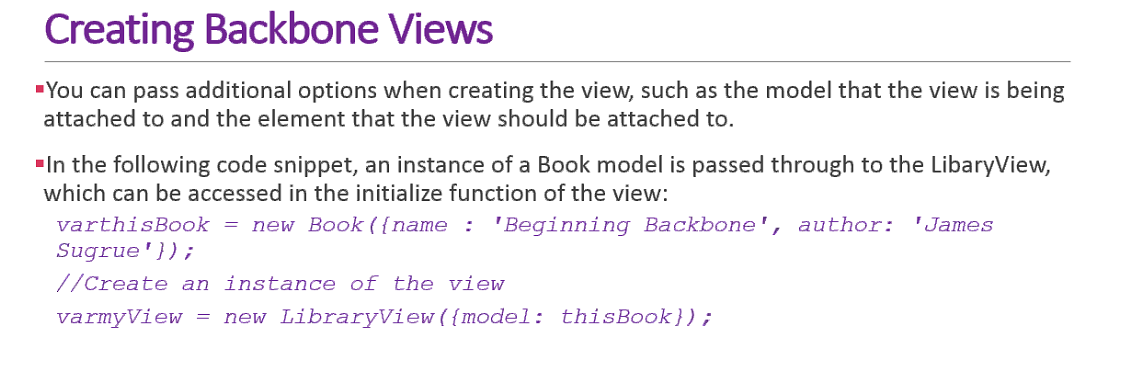 Creating Backbone Views
▪You can pass additional options when creating the view, such as the model that the view is being
attached to and the element that the view should be attached to.
▪In the following code snippet, an instance of a Book model is passed through to the LibaryView,
which can be accessed in the initialize function of the view:
varthisBook = new Book({name : 'Beginning Backbone', author: 'James
Sugrue'});
//Create an instance of the view
varmyView = new LibraryView({model: thisBook});